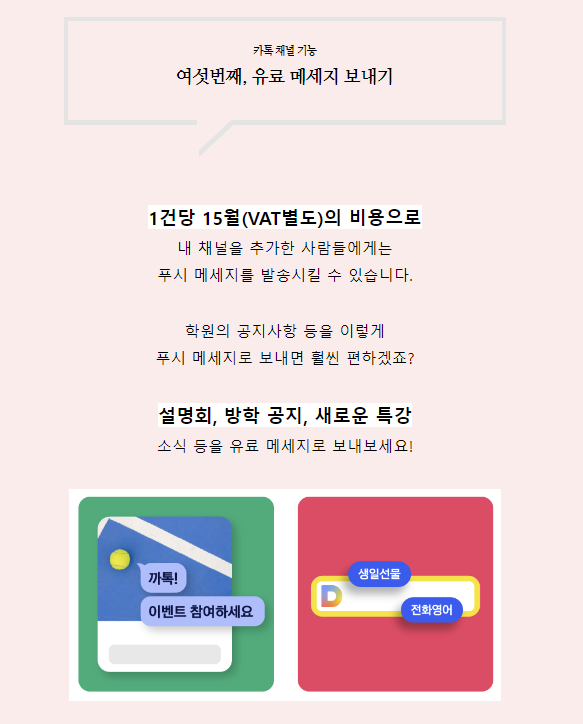 카톡 채널 기능
여섯번째, 유료 메세지 보내기
1건당 15월(VAT별도)의 비용으로
내 채널을 추가한 사람들에게는
푸시 메세지를 발송시킬 수 있습니다.
학원의 공지사항 등을 이렇게
푸시 메세지로 보내면 훨씬 편하겠죠?
설명회, 방학 공지, 새로운 특강
소식 등을 유료 메세지로 보내보세요!
까톡!
이벤트 참여하세요
생일선물
D
전화영어